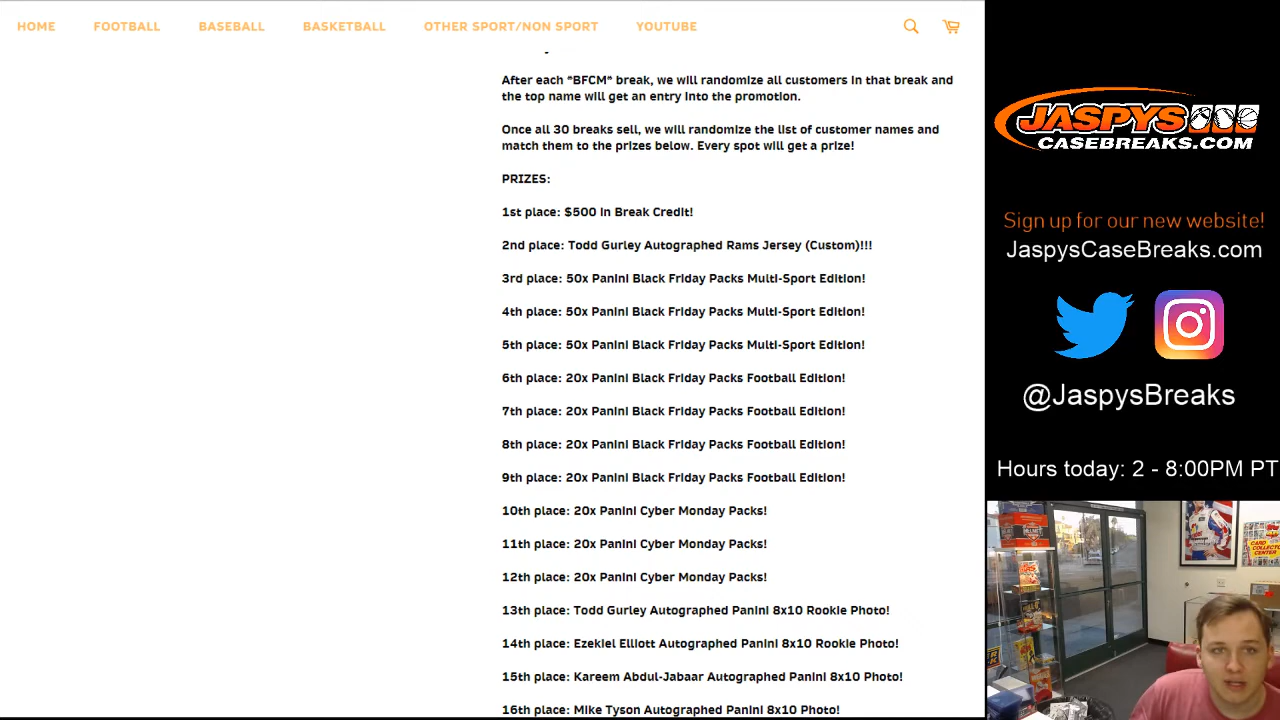 HOME FOOTBALL BASEBALL BASKETBALL OTHER SPORT/NON SPORT YOUTUBE
After each *BFCM* break, we will randomize all customers in that break and
the top name will get an entry into the promotion.
Once all 30 breaks sell, we will randomize the list of customer names and
match them to the prizes below. Every spot will get a prize!
PRIZES:
1st place: $500 in Break Credit!
2nd place: Todd Gurley Autographed Rams Jersey (Custom)!!!
3rd place: 50x Panini Black Friday Packs Multi-Sport Edition!
4th place: 50x Panini Black Friday Packs Multi-Sport Edition!
5th place: 50x Panini Black Friday Packs Multi-Sport Edition!
6th place: 20x Panini Black Friday Packs Football Edition!
7th place: 20x Panini Black Friday Packs Football Edition!
8th place: 20x Panini Black Friday Packs Football Edition!
9th place: 20x Panini Black Friday Packs Football Edition!
10th place: 20x Panini Cyber Monday Packs!
11th place: 20x Panini Cyber Monday Packs!
12th place: 20x Panini Cyber Monday Packs!
13th place: Todd Gurley Autographed Panini 8x10 Rookie Photo!
14th place: Ezekiel Elliott Autographed Panini 8x10 Rookie Photo!
15th place: Kareem Abdul-Jabaar Autographed Panini 8x10 Photo!
16th place: Mike Tyson Autographed Panini 8x10 Photo!
JASPYS
CASEBREAKS.COM
Sign up for our new website!
JaspysCaseBreaks.com
@JaspysBreaks
Hours today: 2 - 8:00PM PT
CARD
COLLECTOR
CENTER